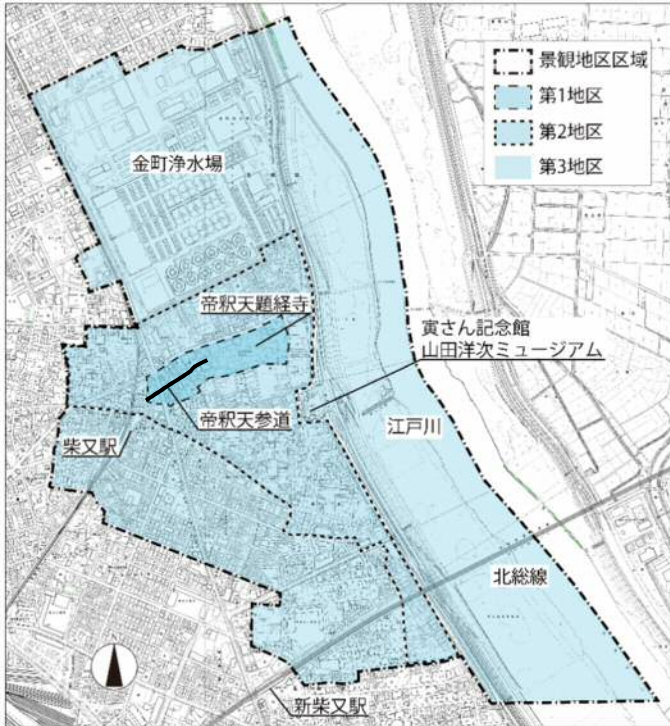 景観地区区域
第1地区
第2地区
第3地区
金町浄水場
帝釈天題経寺
寅さん記念館
山田洋次ミュージアム
帝釈天参道
江戸川
柴又駅
北総線
新柴又駅